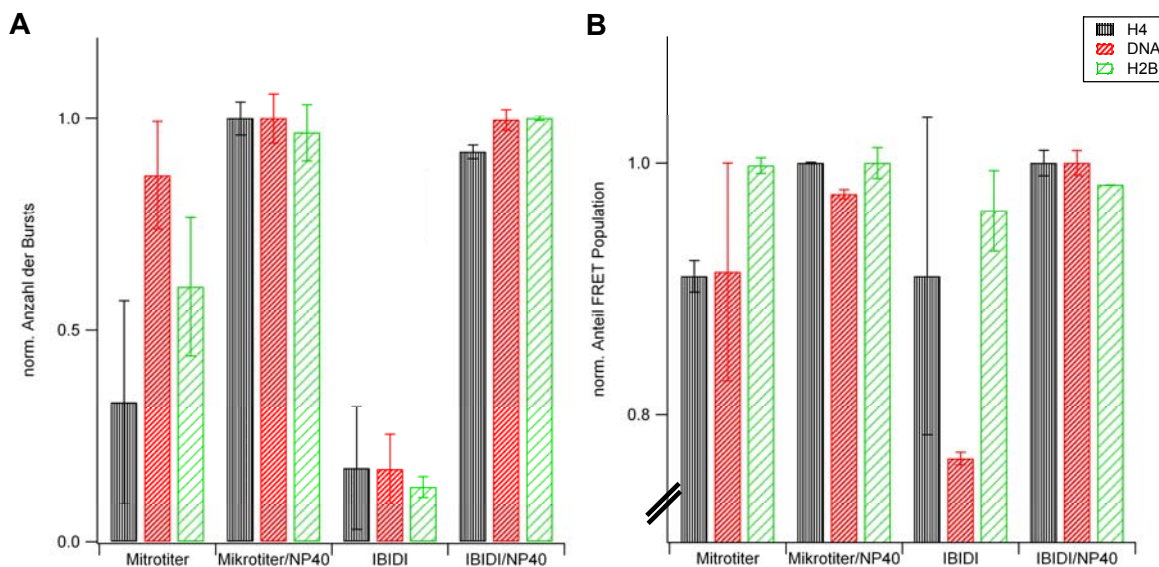 A
norm. Anzahl der Bursts
1.0
0.5
0.0
Mitrotiter Mikrotiter/NP40 IBIDI IBIDI/NP40
B
H4
DNA
H2B
norm. Anteil FRET Population
1.0
0.8
Mitrotiter Mikrotiter/NP40 IBIDI IBIDI/NP40